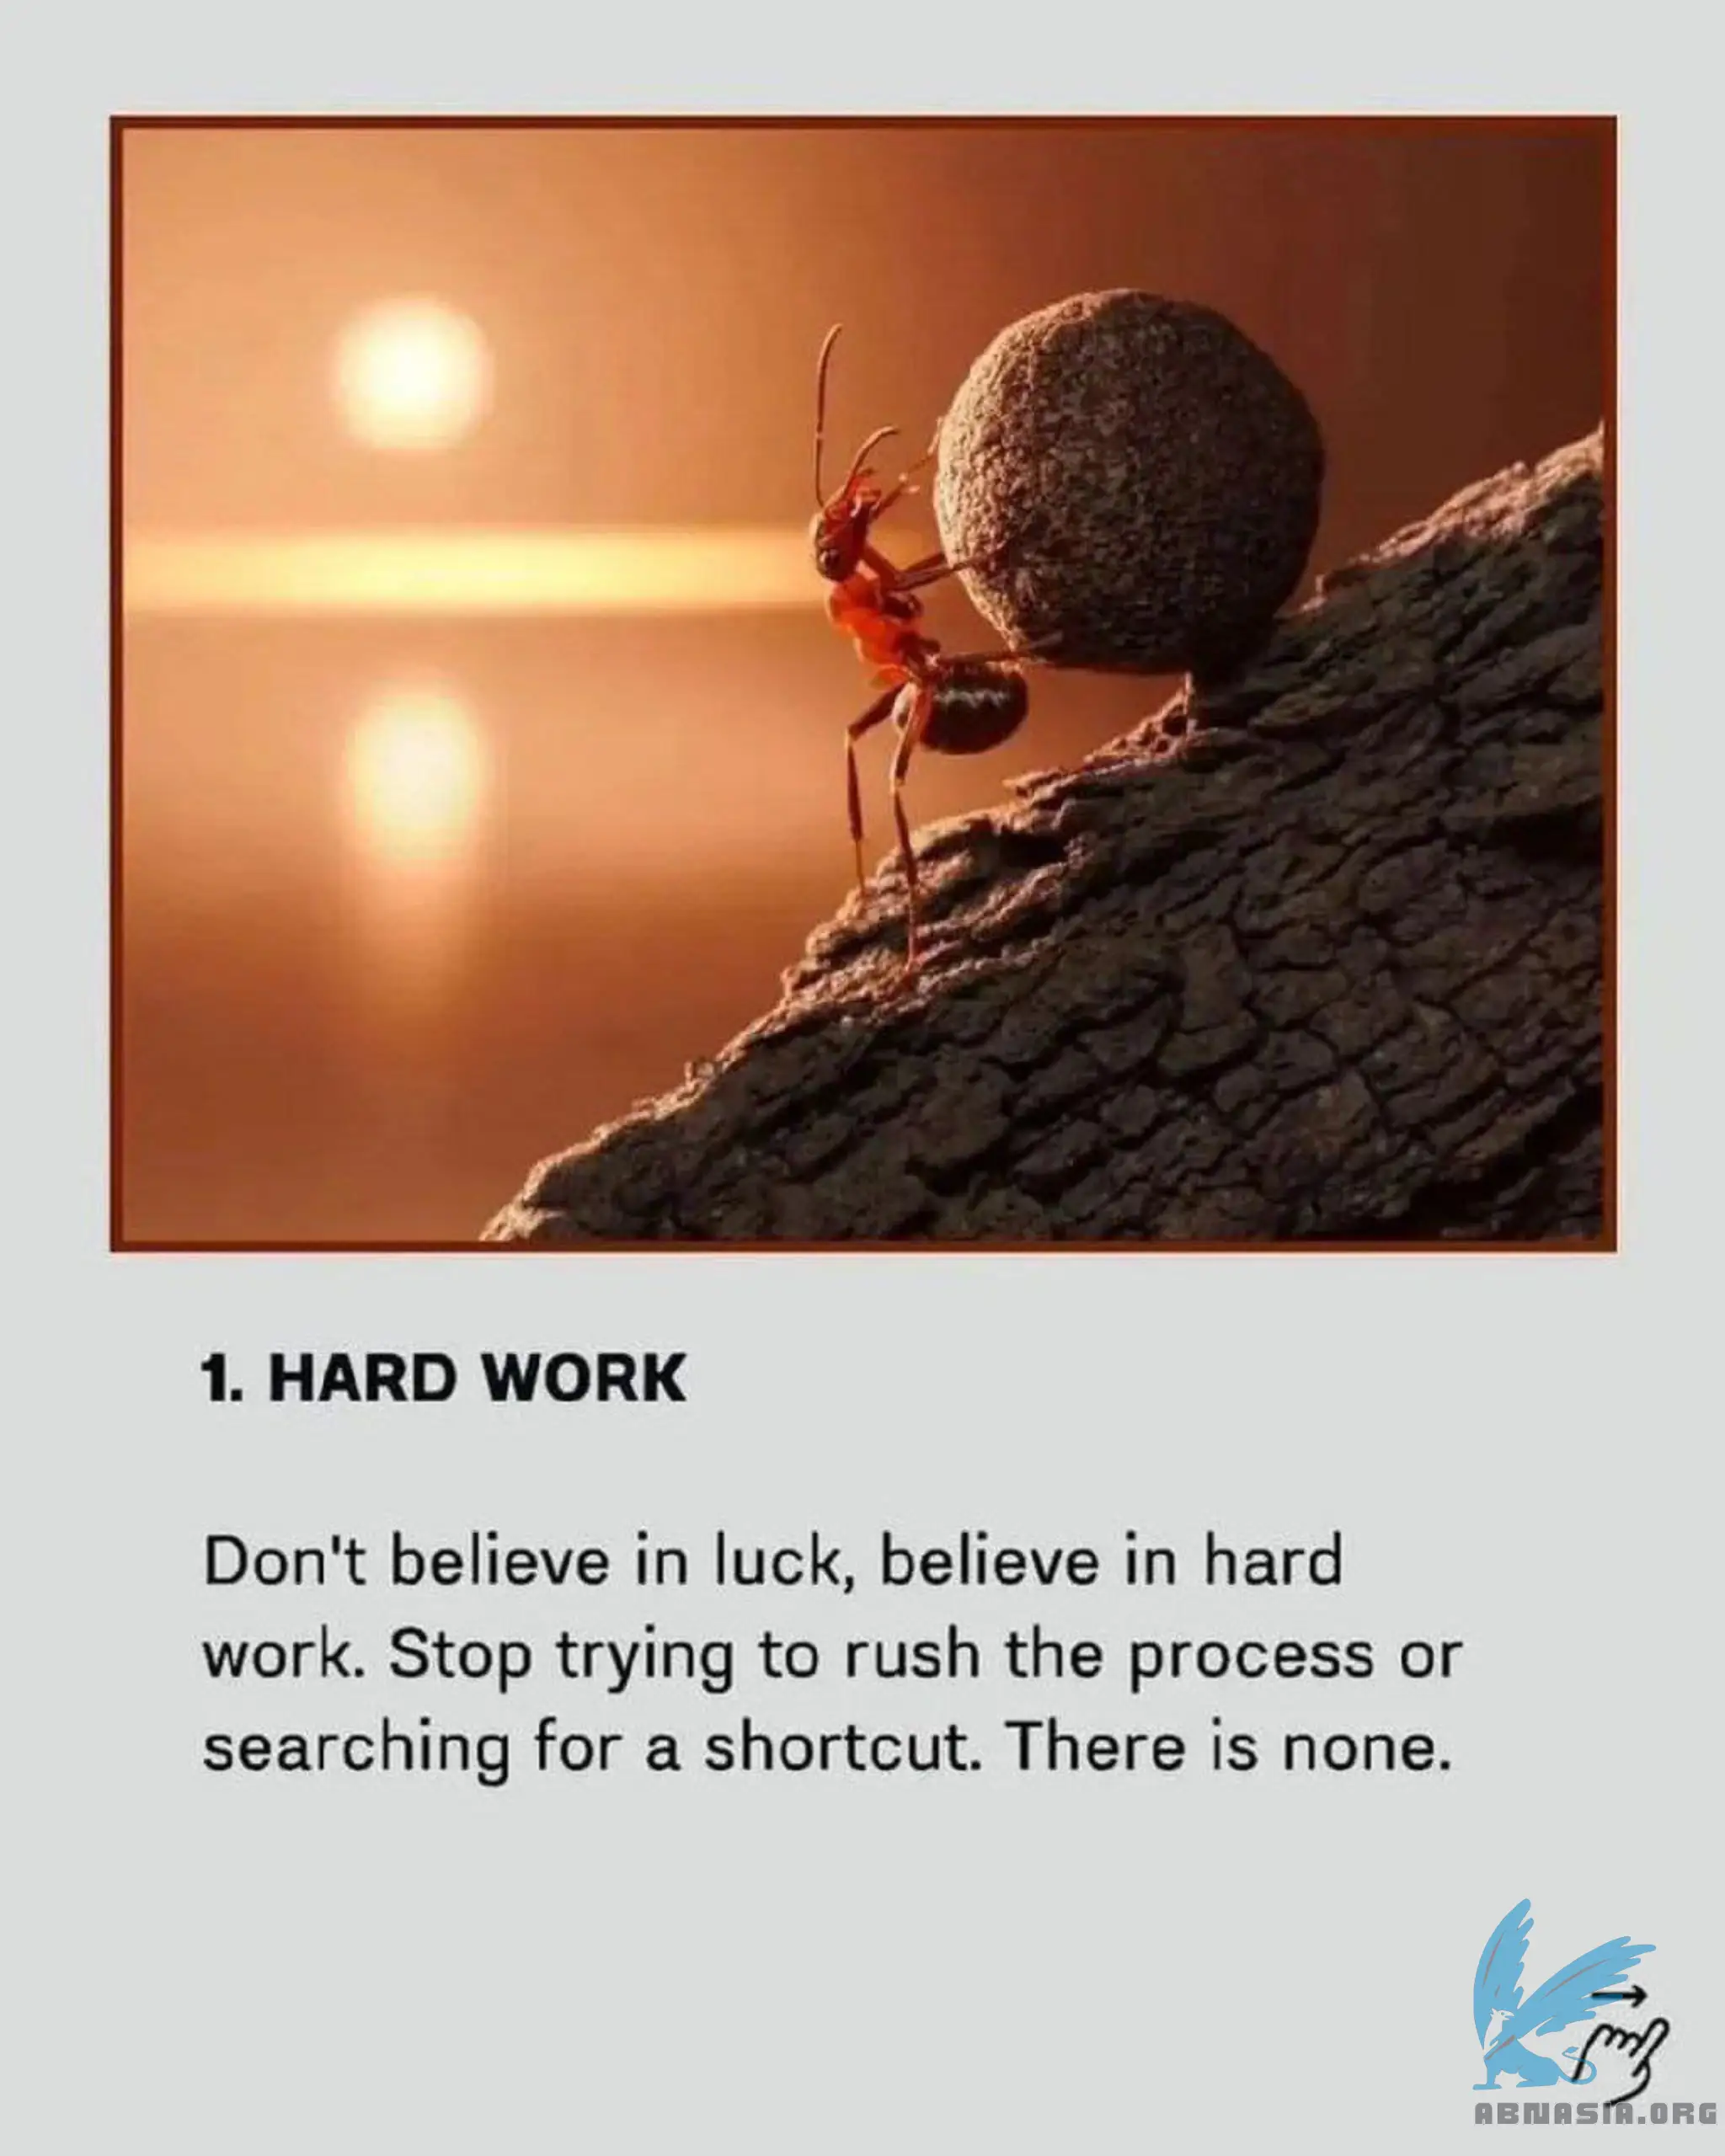 1. HARD WORK
Don't believe in luck, believe in hard
work. Stop trying to rush the process or
searching for a shortcut. There is none.
ABNASIA.ORG